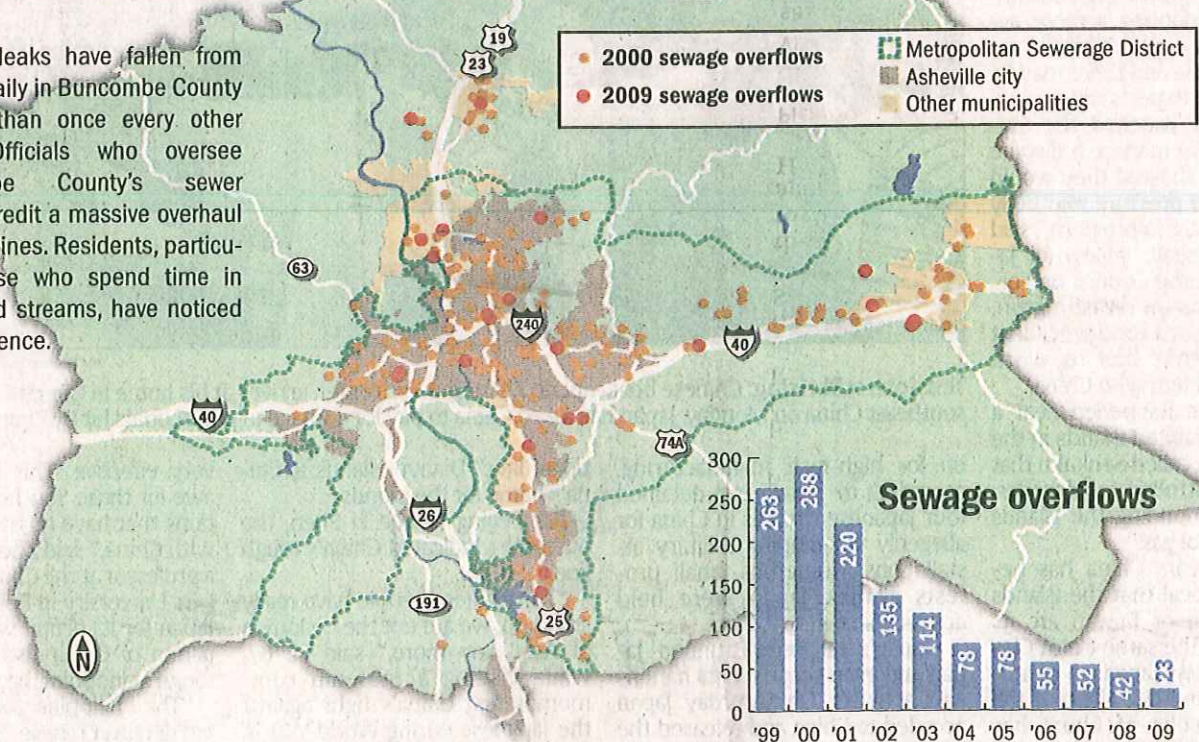 leaks have fallen from
aily in Buncombe County
than once every other
Officials who oversee
be County's sewer
redit a massive overhaul
lines. Residents, particu-
se who spend time in
d streams, have noticed
ence.
2000 sewage overflows
2009 sewage overflows
Metropolitan Sewerage District
Asheville city
Other municipalities
19
23
63
240
40
40
74A
26
191
25
N
Sewage overflows
300
250
200
150
100
50
0
263
288
220
135
114
78
78
55
52
42
23
'99 '00 '01 '02 '03 '04 '05 '06 '07 '08 '09